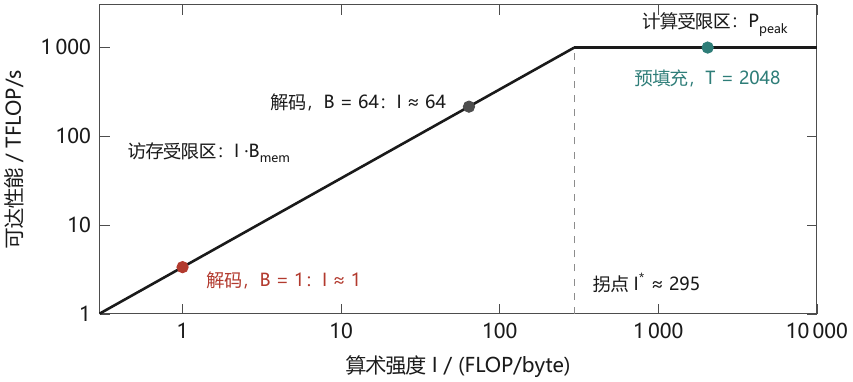 计算受限区：Ppeak
1 000
预填充，T = 2048
可达性能 / TFLOP/s
解码，B = 64：I ≈ 64
100
访存受限区：I ·Bmem
10
解码，B = 1：I ≈ 1
拐点 I* ≈ 295
1
1 10 100 1 000 10 000
算术强度 I / (FLOP/byte)